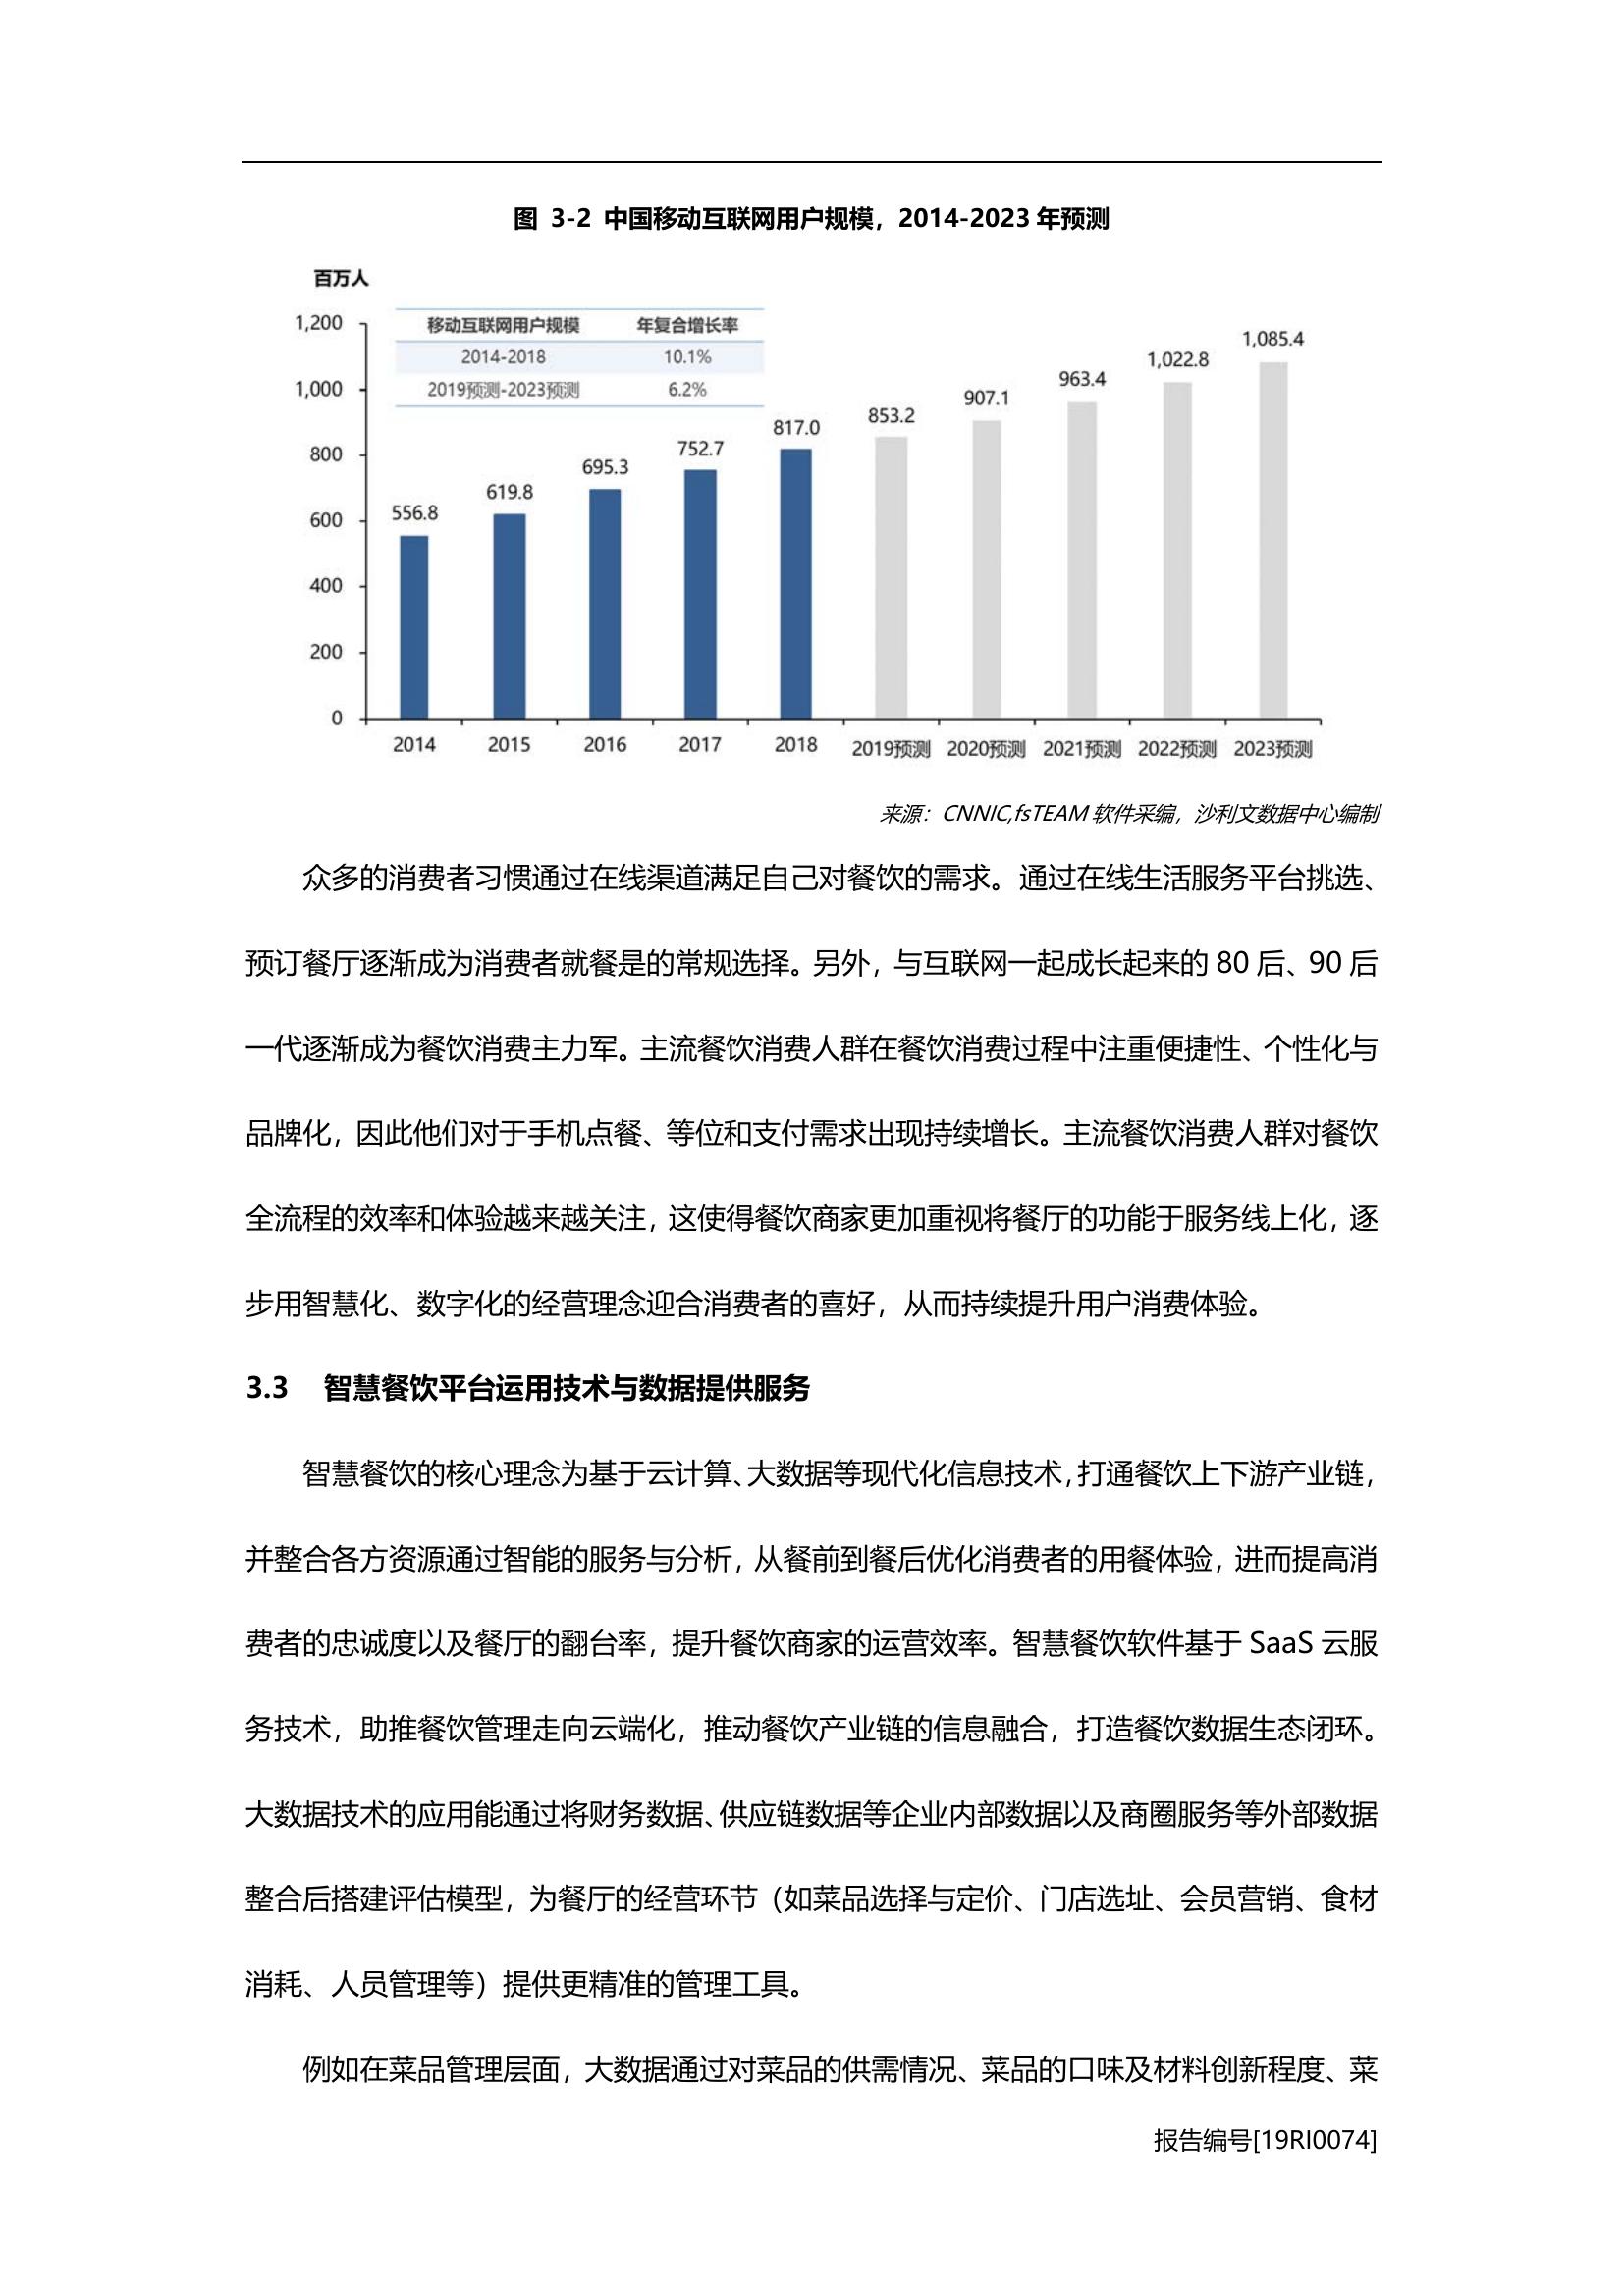 图 3-2 中国移动互联网用户规模，2014-2023 年预测
百万人
移动互联网用户规模 年复合增长率
2014-2018 10.1%
2019预测-2023预测 6.2%
1,200
1,000
800
600
400
200
0
556.8
619.8
695.3
752.7
817.0
853.2
907.1
963.4
1,022.8
1,085.4
2014 2015 2016 2017 2018 2019预测 2020预测 2021预测 2022预测 2023预测
来源：CNNIC,fsTEAM 软件采编，沙利文数据中心编制
众多的消费者习惯通过在线渠道满足自己对餐饮的需求。通过在线生活服务平台挑选、
预订餐厅逐渐成为消费者就餐是的常规选择。另外，与互联网一起成长起来的 80 后、90 后
一代逐渐成为餐饮消费主力军。主流餐饮消费人群在餐饮消费过程中注重便捷性、个性化与
品牌化，因此他们对于手机点餐、等位和支付需求出现持续增长。主流餐饮消费人群对餐饮
全流程的效率和体验越来越关注，这使得餐饮商家更加重视将餐厅的功能于服务线上化，逐
步用智慧化、数字化的经营理念迎合消费者的喜好，从而持续提升用户消费体验。
3.3 智慧餐饮平台运用技术与数据提供服务
智慧餐饮的核心理念为基于云计算、大数据等现代化信息技术，打通餐饮上下游产业链，
并整合各方资源通过智能的服务与分析，从餐前到餐后优化消费者的用餐体验，进而提高消
费者的忠诚度以及餐厅的翻台率，提升餐饮商家的运营效率。智慧餐饮软件基于 SaaS 云服
务技术，助推餐饮管理走向云端化，推动餐饮产业链的信息融合，打造餐饮数据生态闭环。
大数据技术的应用能通过将财务数据、供应链数据等企业内部数据以及商圈服务等外部数据
整合后搭建评估模型，为餐厅的经营环节（如菜品选择与定价、门店选址、会员营销、食材
消耗、人员管理等）提供更精准的管理工具。
例如在菜品管理层面，大数据通过对菜品的供需情况、菜品的口味及材料创新程度、菜
报告编号[19RI0074]